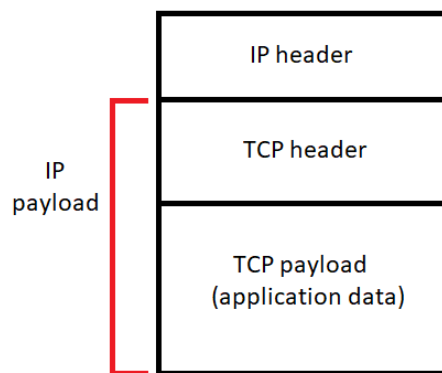 IP header
TCP header
IP
payload
TCP payload
(application data)